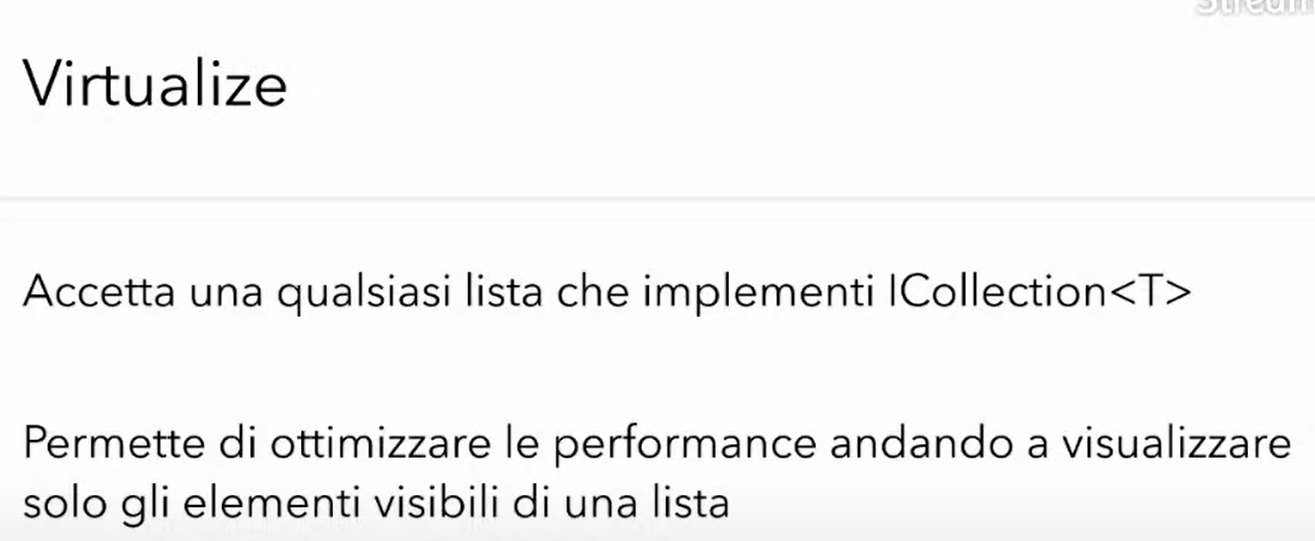 Virtualize
Accetta una qualsiasi lista che implementi ICollection<T>
Permette di ottimizzare le performance andando a visualizzare
solo gli elementi visibili di una lista